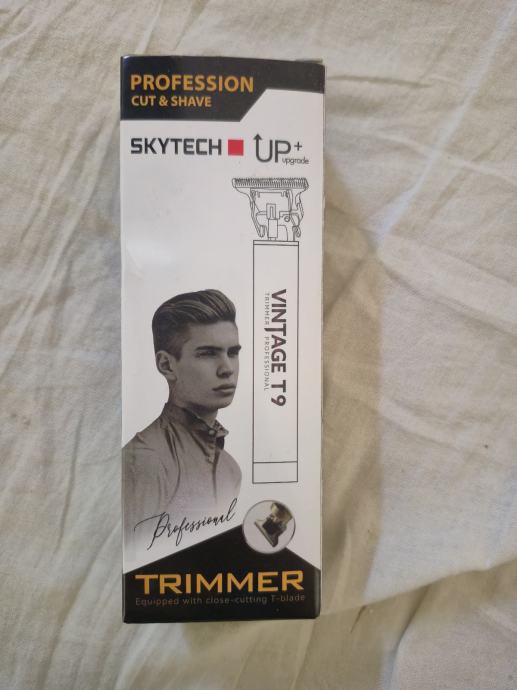 PROFESSION
CUT & SHAVE
SKYTECH
UP+
upgrade
VINTAGE T9
TRIMMER PROFESSIONAL
Professional
TRIMMER
Equipped with close-cutting T-blade